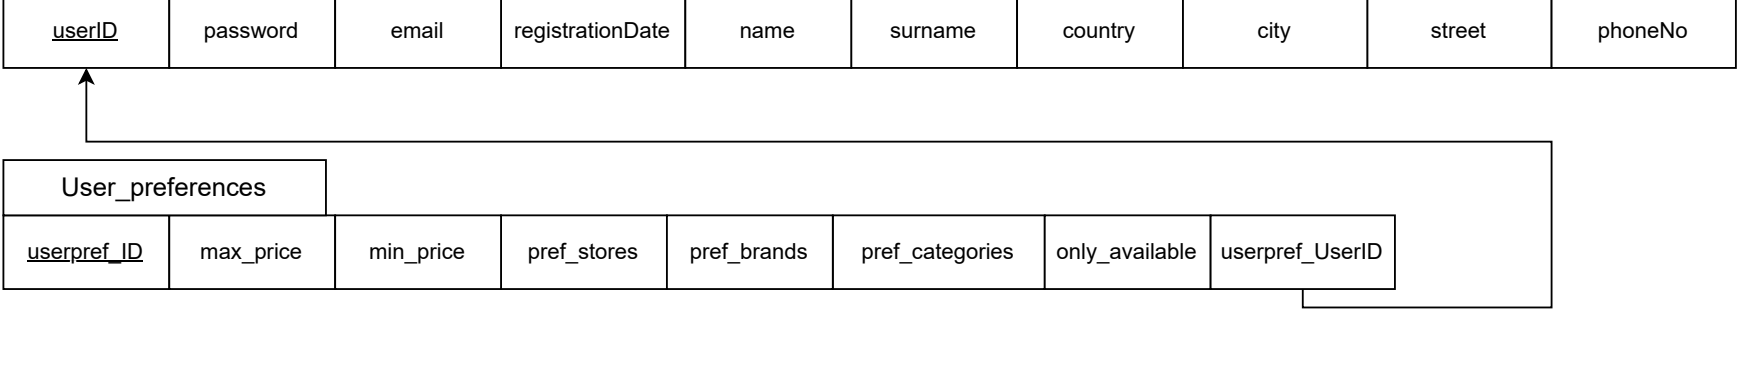 userID password email registrationDate name surname country city street phoneNo
User_preferences
userpref_ID max_price min_price pref_stores pref_brands pref_categories only_available userpref_UserID